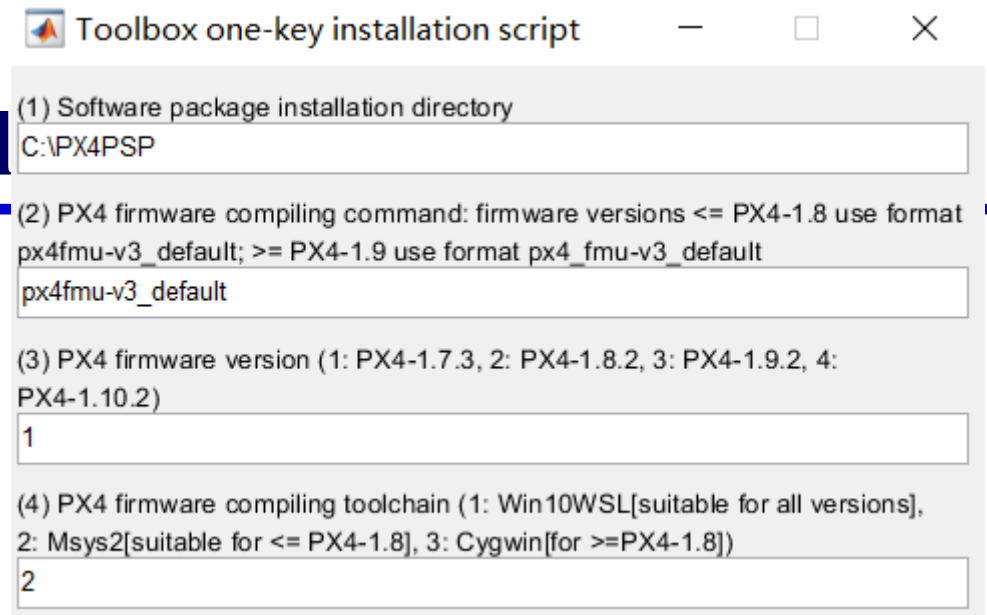 Toolbox one-key installation script
(1) Software package installation directory
C:\PX4PSP
(2) PX4 firmware compiling command: firmware versions <= PX4-1.8 use format
px4fmu-v3_default; >= PX4-1.9 use format px4_fmu-v3_default
px4fmu-v3_default
(3) PX4 firmware version (1: PX4-1.7.3, 2: PX4-1.8.2, 3: PX4-1.9.2, 4:
PX4-1.10.2)
1
(4) PX4 firmware compiling toolchain (1: Win10WSL[suitable for all versions],
2: Msys2[suitable for <= PX4-1.8], 3: Cygwin[for >=PX4-1.8])
2